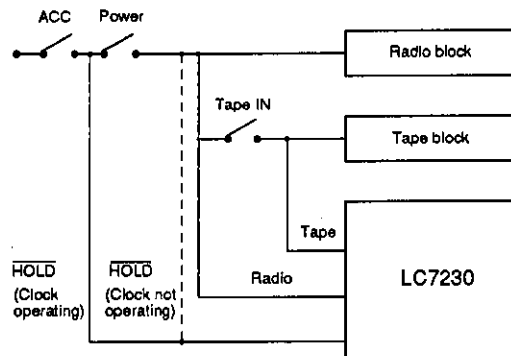 ACC
Power
Radio block
Tape IN
Tape block
Tape
HOLD
(Clock
operating)
HOLD
(Clock not
operating)
Radio
LC7230